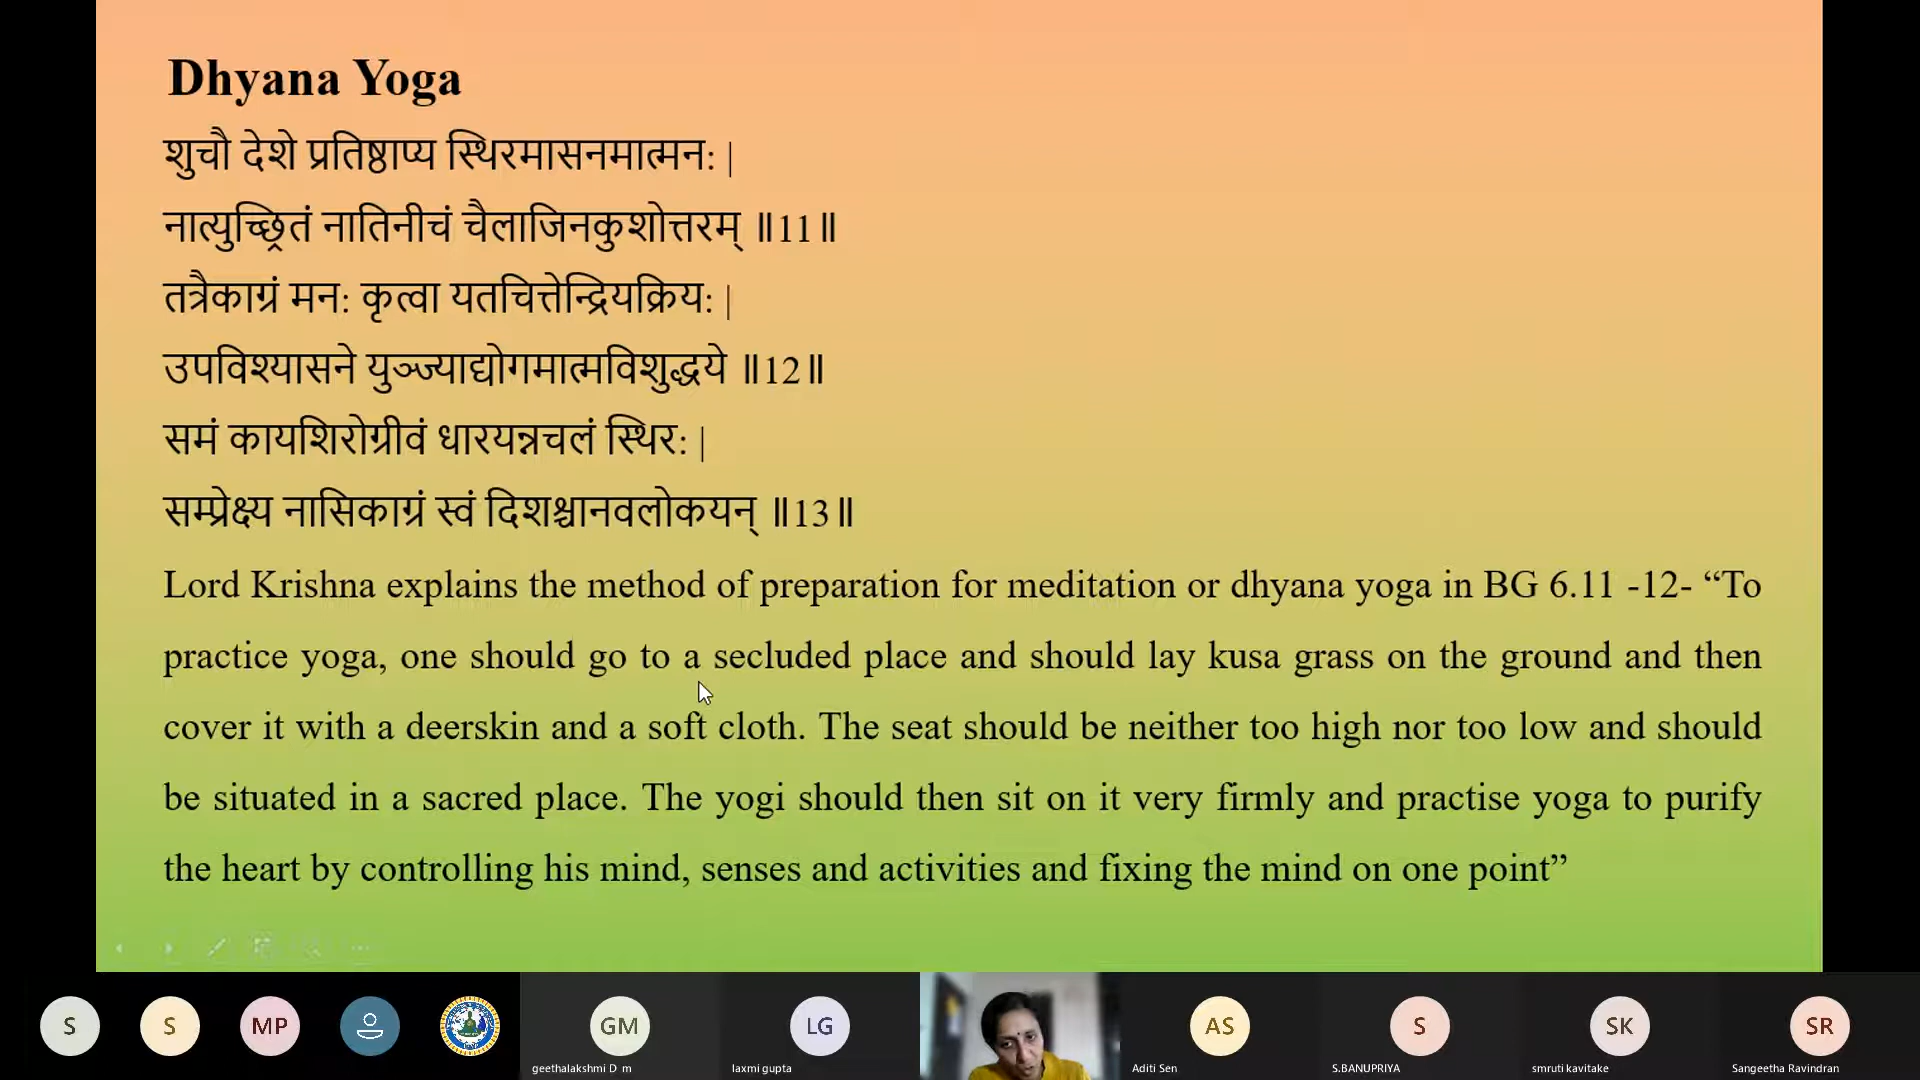 Dhyana Yoga
शुचौ देशे प्रतिष्ठाप्य स्थिरमासनमात्मन: |
नात्युच्छ्रितं नातिनीचं चैलाजिनकुशोत्तरम् ॥11॥
तत्रैकाग्रं मन: कृत्वा यतचित्तेन्द्रियक्रिय: |
उपविश्यासने युञ्ज्याद्योगमात्मविशुद्धये ॥12॥
समं कायशिरोग्रीवं धारयन्नचलं स्थिर: |
सम्प्रेक्ष्य नासिकाग्रं स्वं दिशश्चानवलोकयन् ॥13॥
Lord Krishna explains the method of preparation for meditation or dhyana yoga in BG 6.11 -12- “To
practice yoga, one should go to a secluded place and should lay kusa grass on the ground and then
cover it with a deerskin and a soft cloth. The seat should be neither too high nor too low and should
be situated in a sacred place. The yogi should then sit on it very firmly and practise yoga to purify
the heart by controlling his mind, senses and activities and fixing the mind on one point”
S S MP GM LG AS S SK SR
geethalakshmi D m laxmi gupta Aditi Sen S.BANUPRIYA smruti kavitake Sangeetha Ravindran